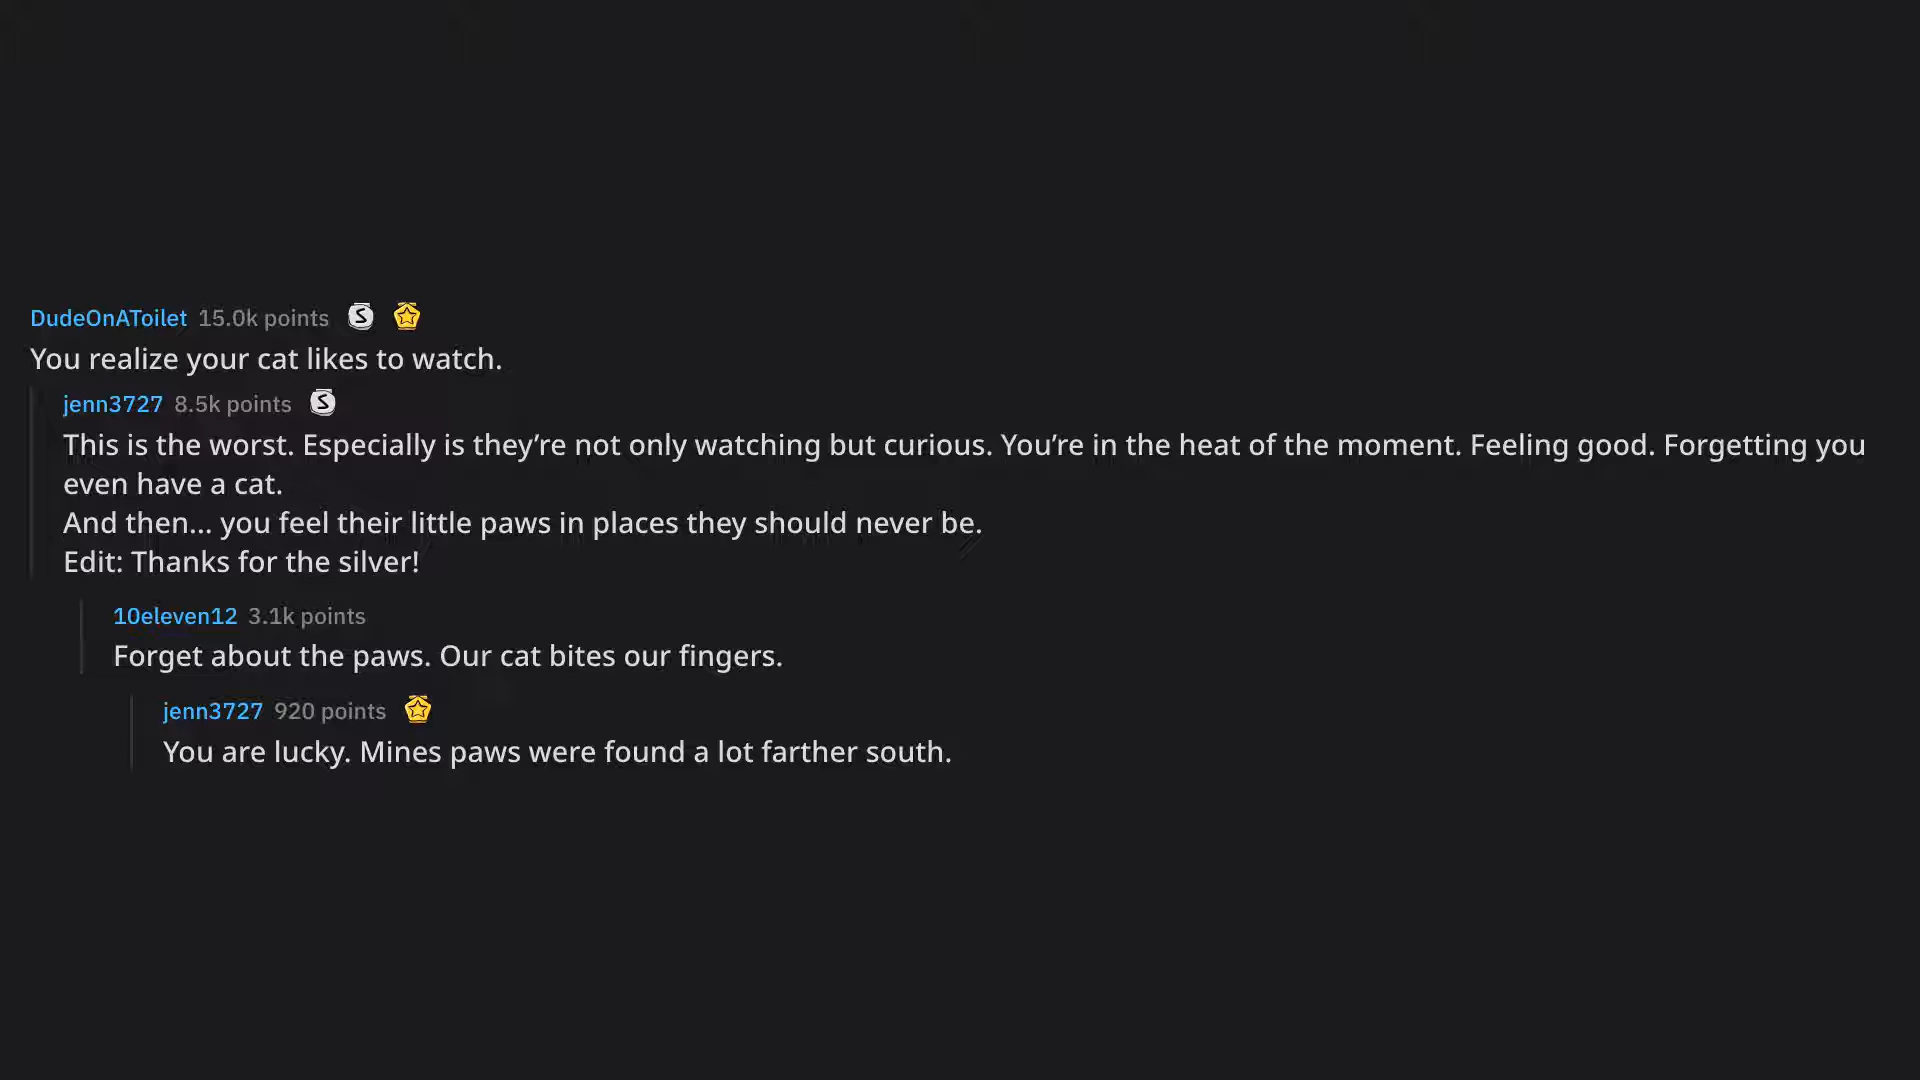 DudeOnAToilet 15.0k points
You realize your cat likes to watch.
jenn3727 8.5k points
This is the worst. Especially is they’re not only watching but curious. You’re in the heat of the moment. Feeling good. Forgetting you
even have a cat.
And then... you feel their little paws in places they should never be.
Edit: Thanks for the silver!
10eleven12 3.1k points
Forget about the paws. Our cat bites our fingers.
jenn3727 920 points
You are lucky. Mines paws were found a lot farther south.